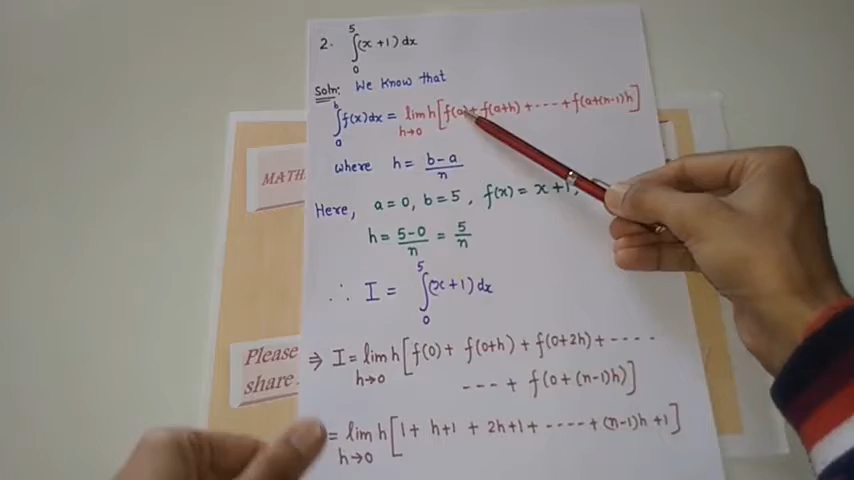 2. ∫₀⁵ (x+1) dx
Soln: We know that
∫ₐᵇ f(x)dx = lim h→0 h[f(a)+ f(a+h) + ---- + f(a+(n-1)h]
where h = b-a/n
Here, a=0, b=5, f(x) = x+1,
h = 5-0/n = 5/n
∴ I = ∫₀⁵ (x+1) dx
⇒ I = lim h→0 h[f(0)+ f(0+h) + f(0+2h)+ ----
--- + f(0+(n-1)h)]
= lim h→0 h[1+ h+1 + 2h+1+ ---- + (n-1)h +1]
MATH
Please
share.